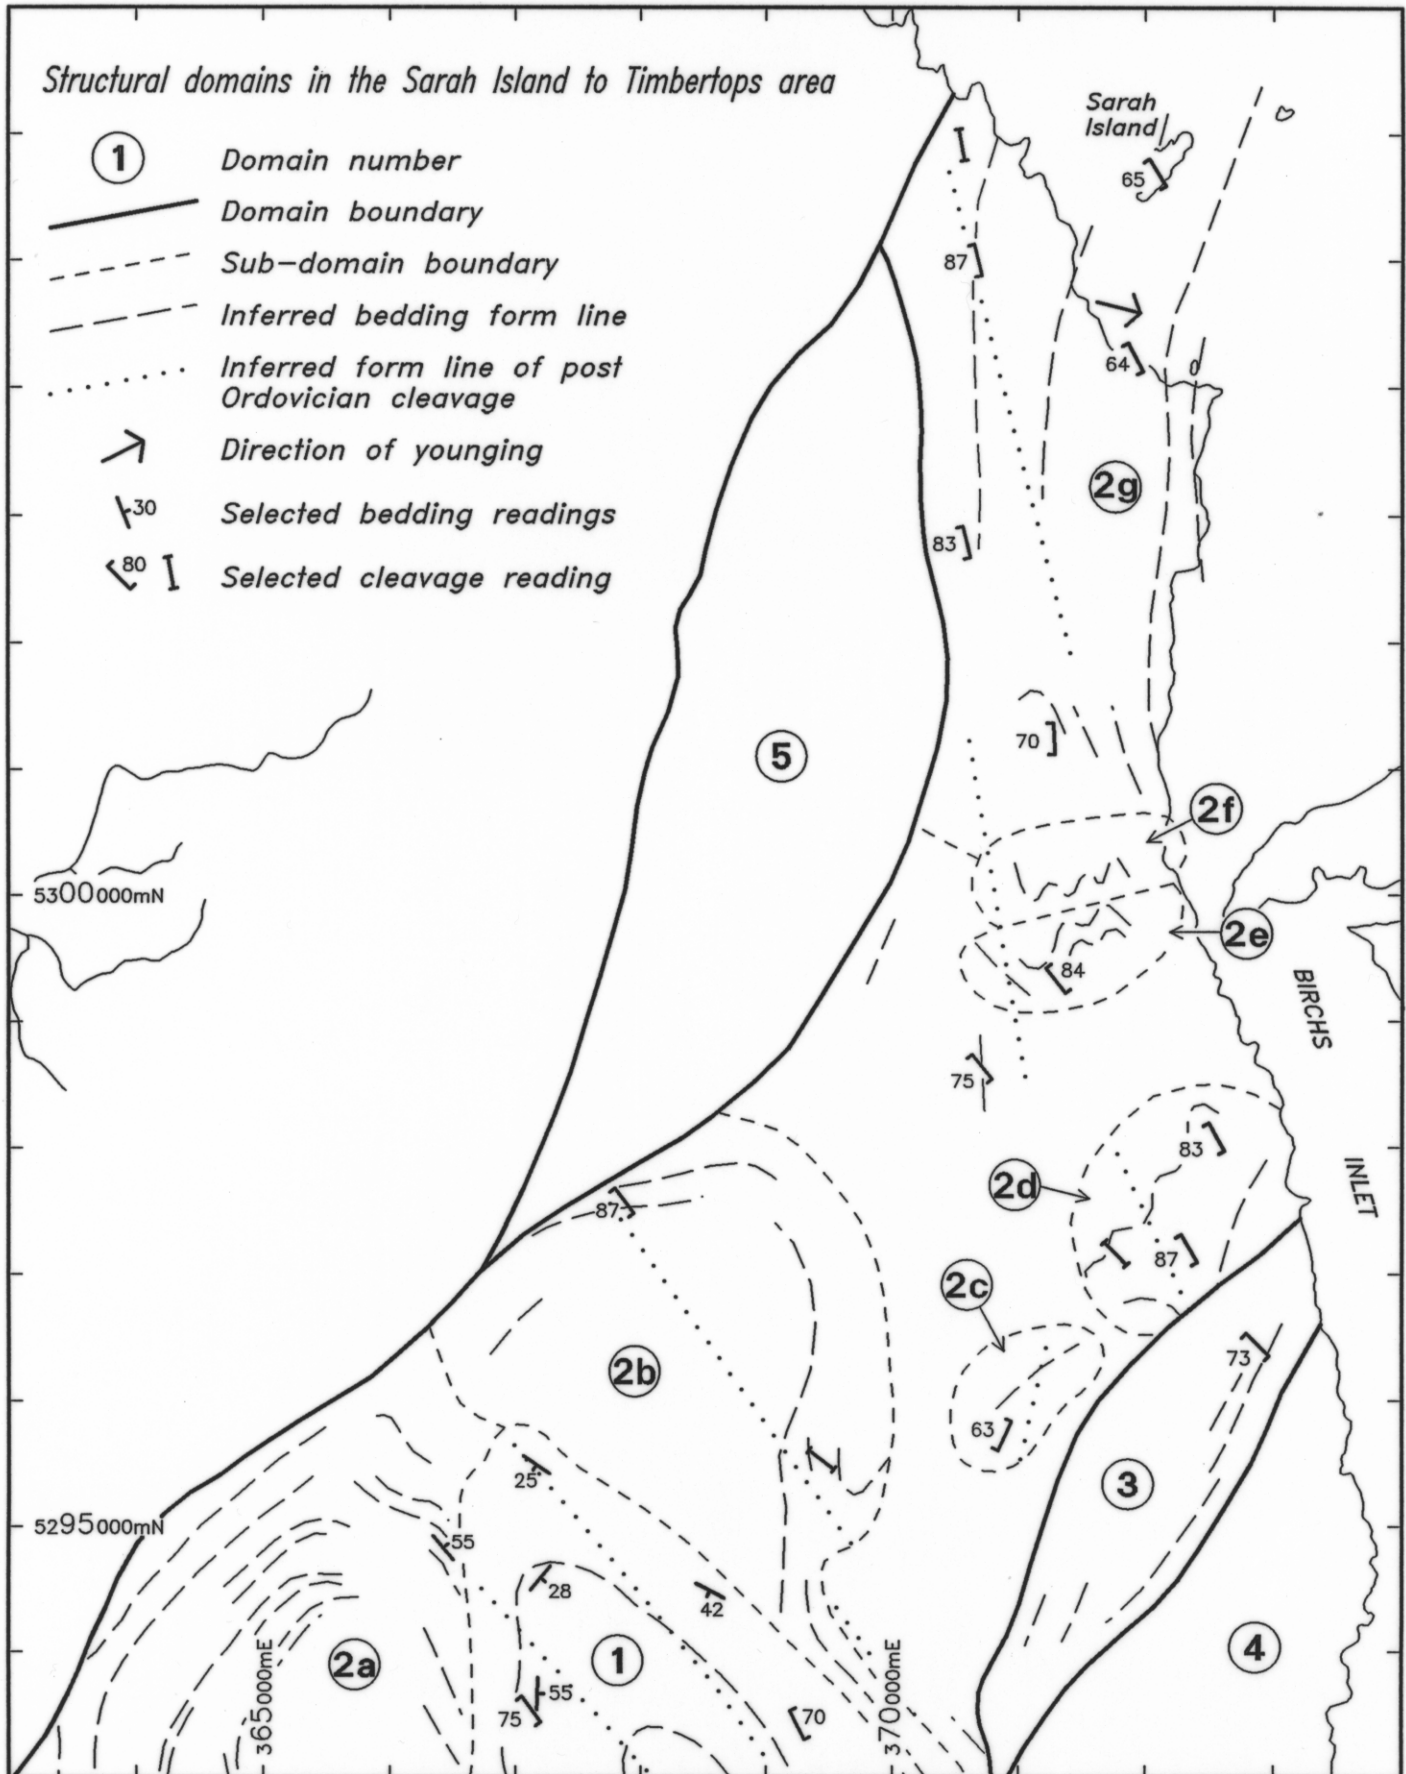 Structural domains in the Sarah Island to Timbertops area
1
Domain number
Domain boundary
Sub-domain boundary
Inferred bedding form line
Inferred form line of post
Ordovician cleavage
Direction of younging
30
Selected bedding readings
80
Selected cleavage reading
Sarah
Island
65
87
64
2g
83
70
5
2f
5300000mN
2e
84
BIRCHS
75
83
INLET
2d
87
87
2c
73
2b
63
25
3
5295000mN
55
28
42
1
2a
4
365000mE
370000mE
55
75
70